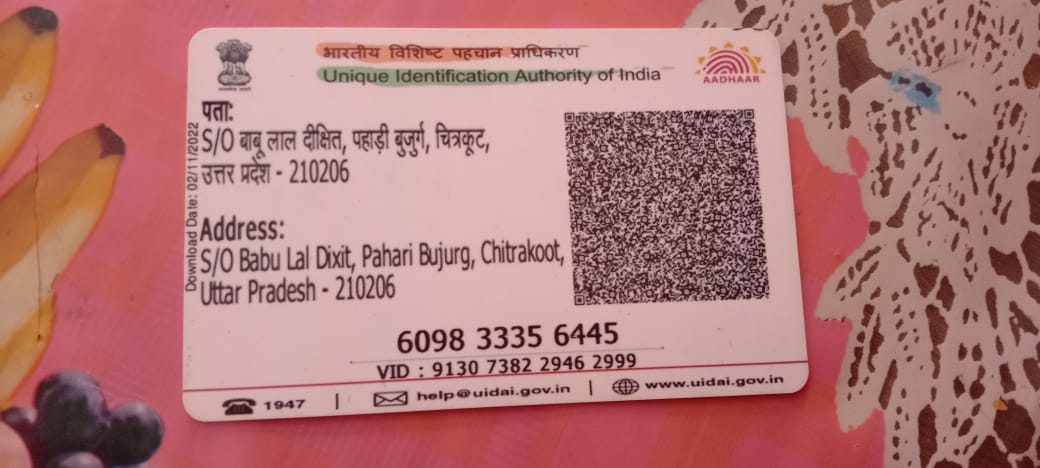 भारतीय विशिष्ट पहचान प्राधिकरण
Unique Identification Authority of India
AADHAAR
Download Date: 02/11/2022
पता:
S/O बाबू लाल दीक्षित, पहाड़ी बुजुर्ग, चित्रकूट,
उत्तर प्रदेश - 210206
Address:
S/O Babu Lal Dixit, Pahari Bujurg, Chitrakoot,
Uttar Pradesh - 210206
6098 3335 6445
VID : 9130 7382 2946 2999
1947 | help@uidai.gov.in | www.uidai.gov.in